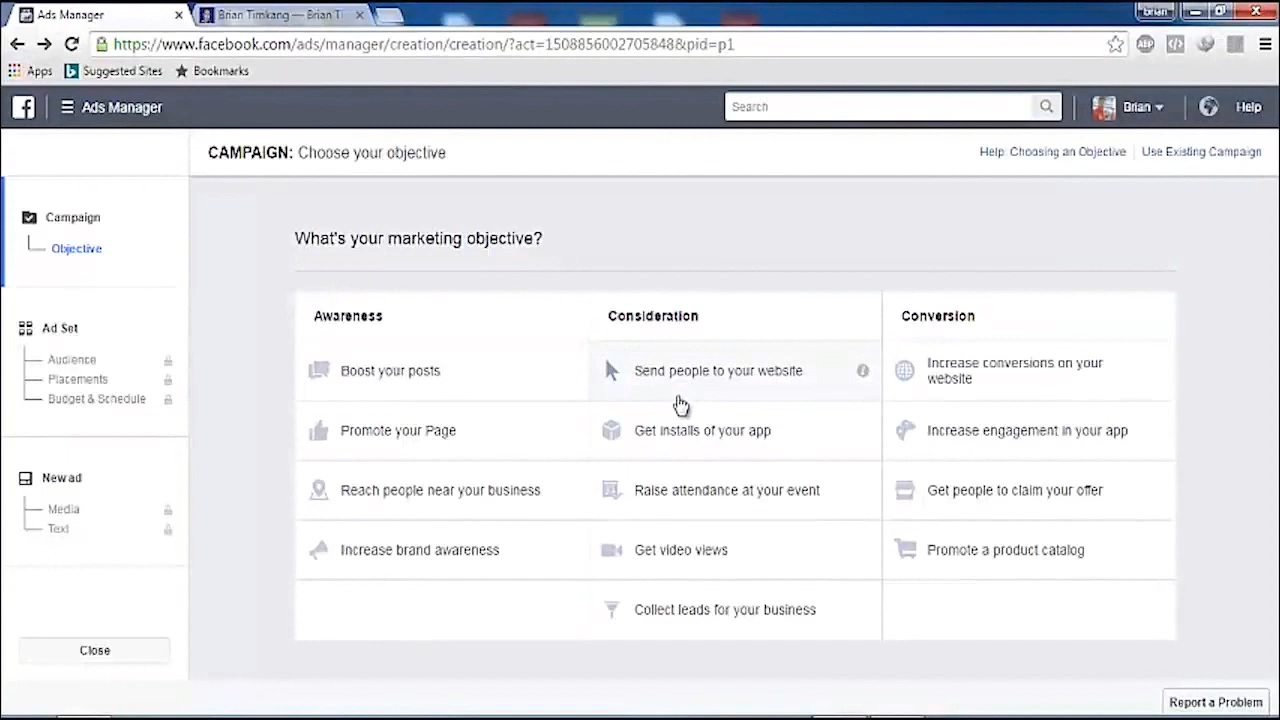 Ads Manager
Brian Timkang — Brian Ti
brian
https://www.facebook.com/ads/manager/creation/creation/?act=1508856002705848&pid=p1
ABP
Apps
Suggested Sites
Bookmarks
Ads Manager
Search
Brian
Help
CAMPAIGN: Choose your objective
Help: Choosing an Objective
Use Existing Campaign
Campaign
Objective
Ad Set
Audience
Placements
Budget & Schedule
New ad
Media
Text
Close
What's your marketing objective?
Awareness
Boost your posts
Promote your Page
Reach people near your business
Increase brand awareness
Consideration
Send people to your website
Get installs of your app
Raise attendance at your event
Get video views
Collect leads for your business
Conversion
Increase conversions on your
website
Increase engagement in your app
Get people to claim your offer
Promote a product catalog
Report a Problem